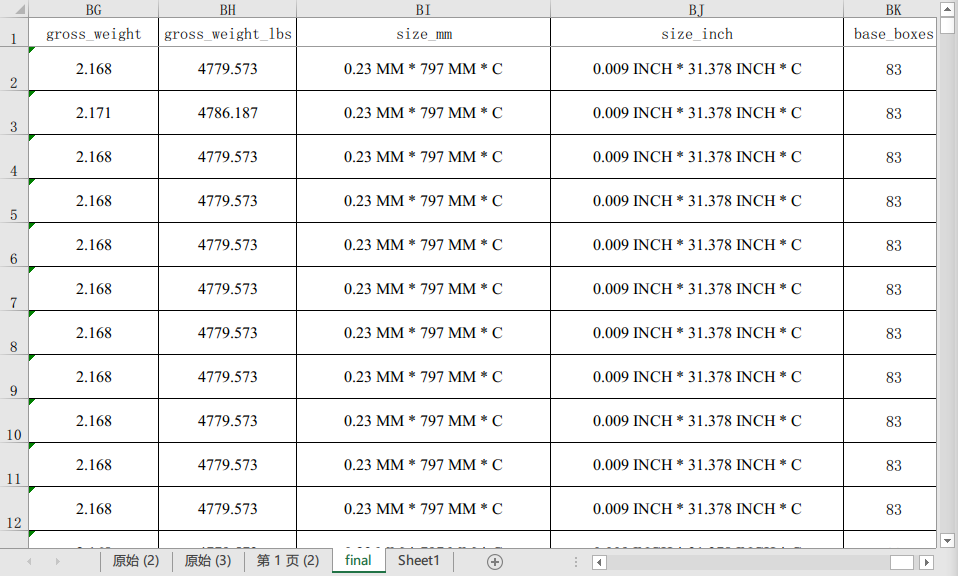 BG BH BI BJ BK
1 gross_weight gross_weight_lbs size_mm size_inch base_boxes
2 2.168 4779.573 0.23 MM * 797 MM * C 0.009 INCH * 31.378 INCH * C 83
3 2.171 4786.187 0.23 MM * 797 MM * C 0.009 INCH * 31.378 INCH * C 83
4 2.168 4779.573 0.23 MM * 797 MM * C 0.009 INCH * 31.378 INCH * C 83
5 2.168 4779.573 0.23 MM * 797 MM * C 0.009 INCH * 31.378 INCH * C 83
6 2.168 4779.573 0.23 MM * 797 MM * C 0.009 INCH * 31.378 INCH * C 83
7 2.168 4779.573 0.23 MM * 797 MM * C 0.009 INCH * 31.378 INCH * C 83
8 2.168 4779.573 0.23 MM * 797 MM * C 0.009 INCH * 31.378 INCH * C 83
9 2.168 4779.573 0.23 MM * 797 MM * C 0.009 INCH * 31.378 INCH * C 83
10 2.168 4779.573 0.23 MM * 797 MM * C 0.009 INCH * 31.378 INCH * C 83
11 2.168 4779.573 0.23 MM * 797 MM * C 0.009 INCH * 31.378 INCH * C 83
12 2.168 4779.573 0.23 MM * 797 MM * C 0.009 INCH * 31.378 INCH * C 83
原始 (2) 原始 (3) 第 1 页 (2) final Sheet1